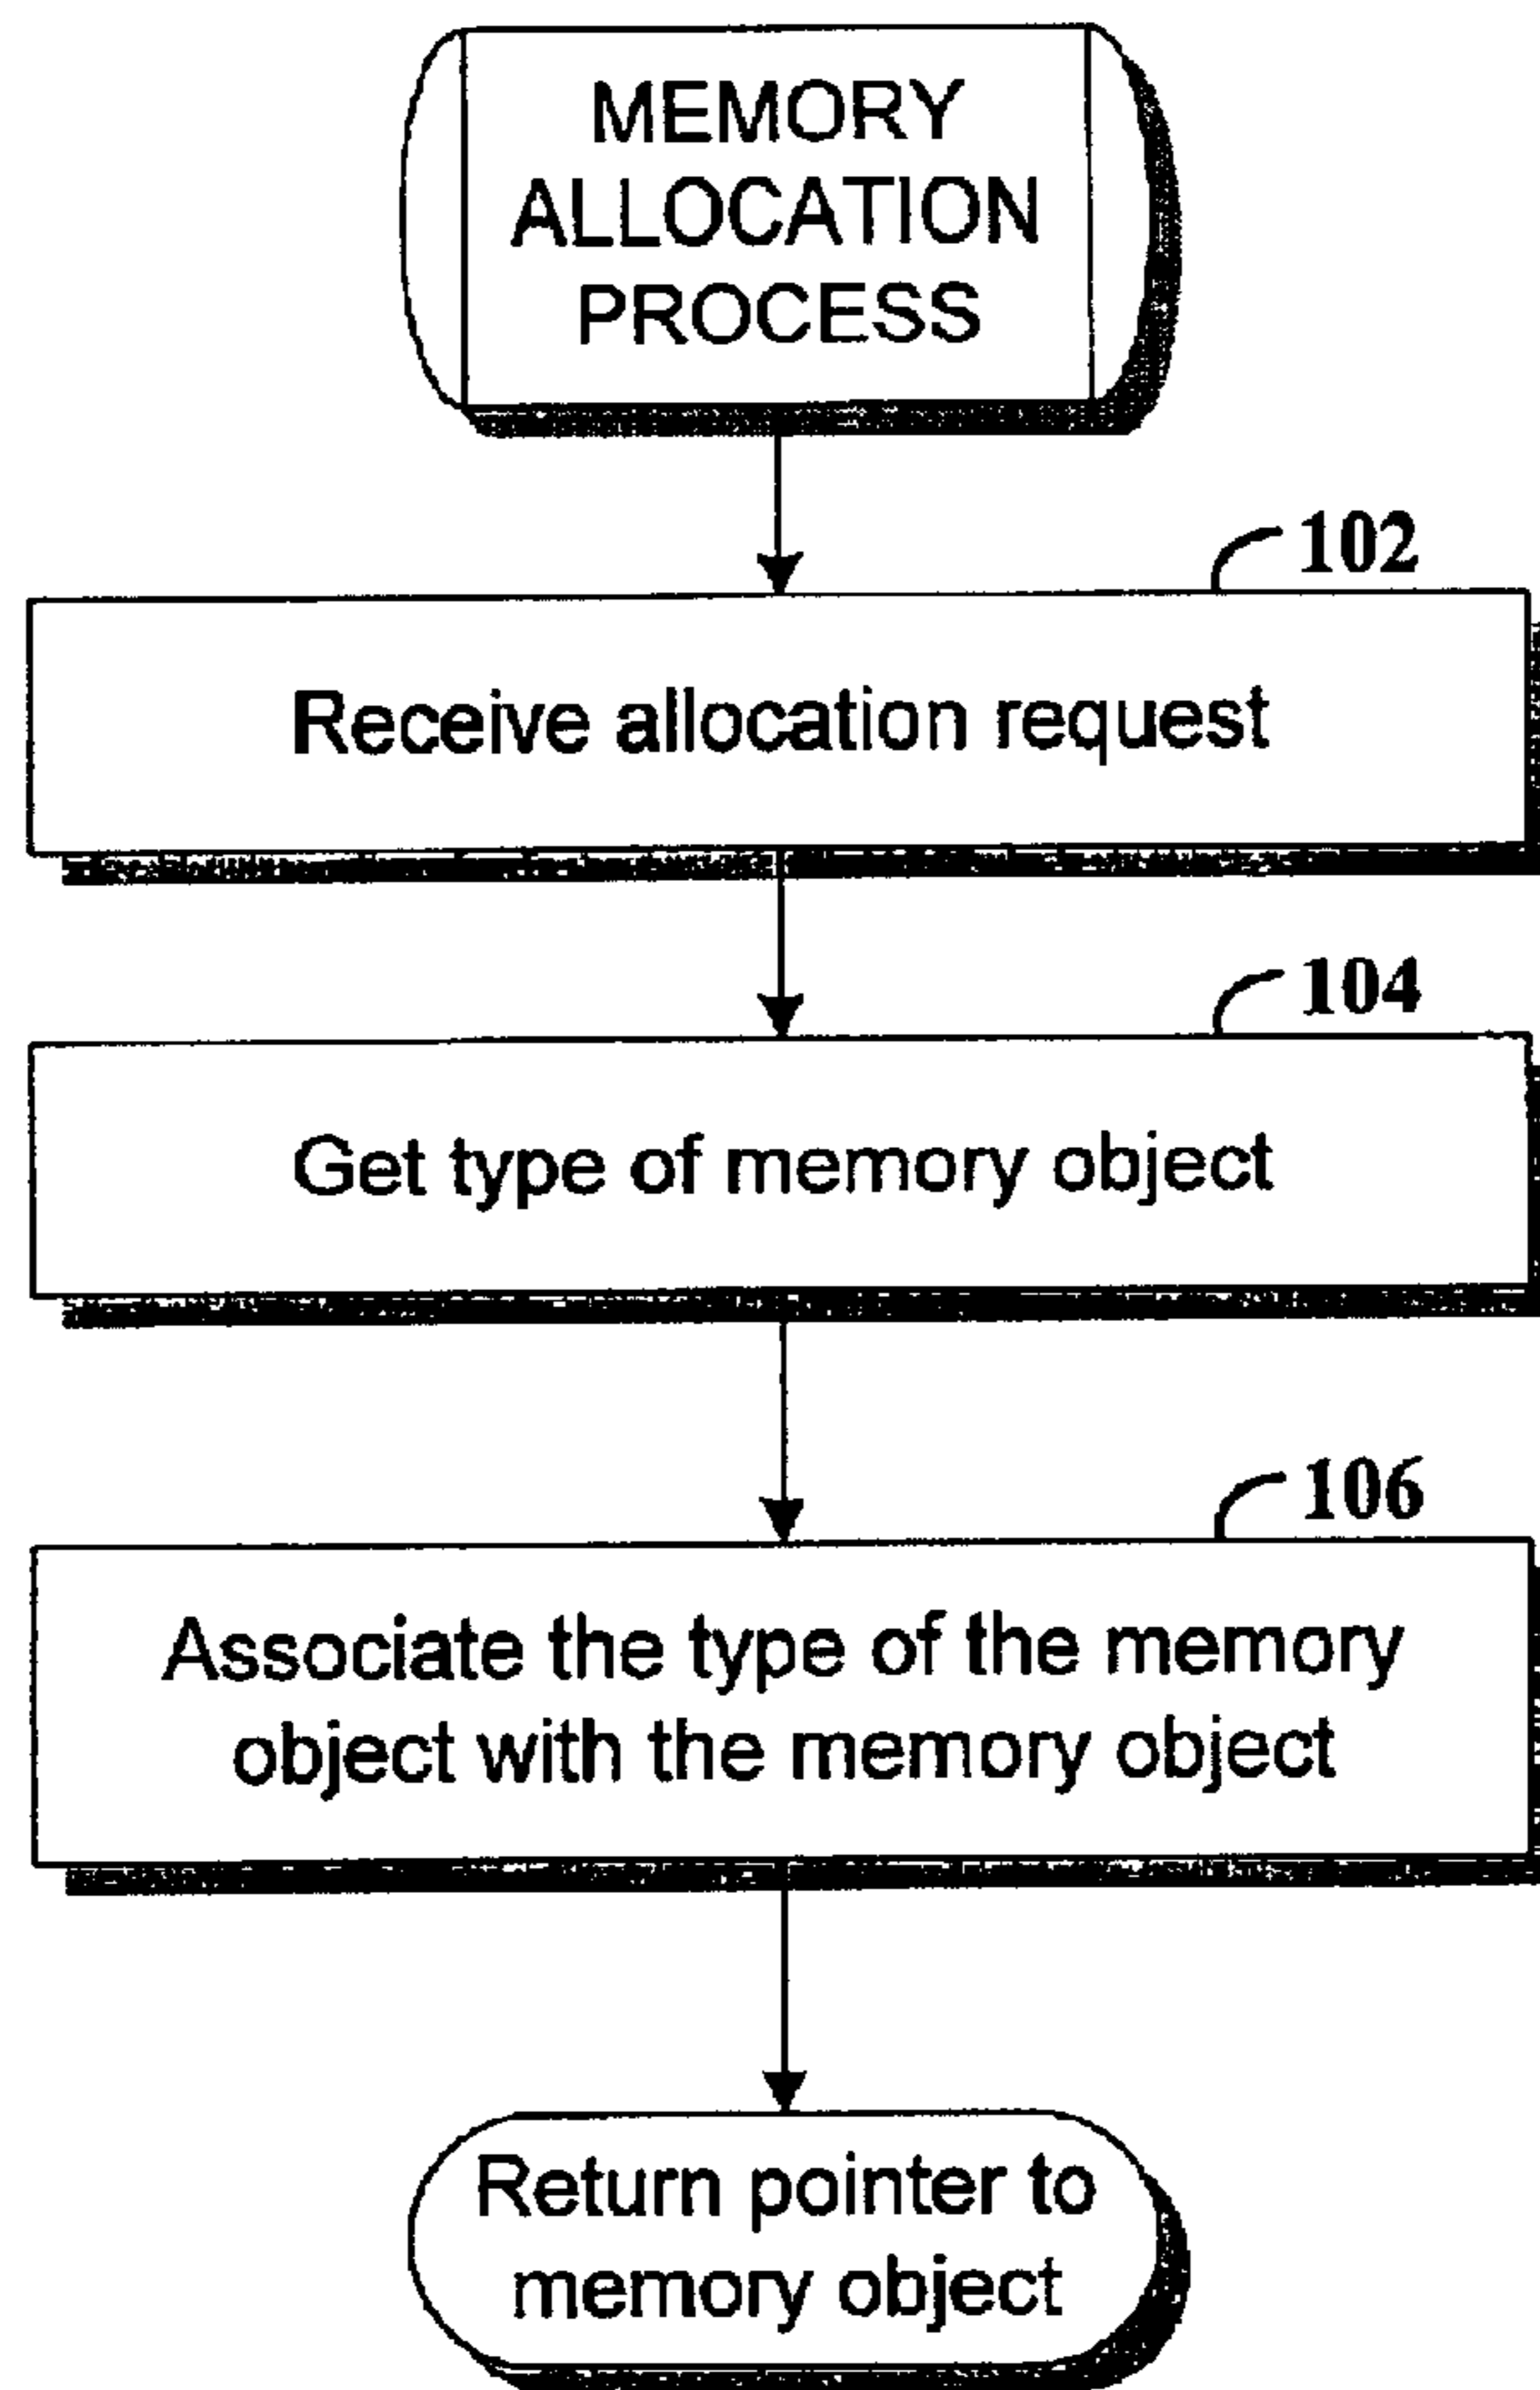 MEMORY
ALLOCATION
PROCESS
102
Receive allocation request
104
Get type of memory object
106
Associate the type of the memory
object with the memory object
Return pointer to
memory object